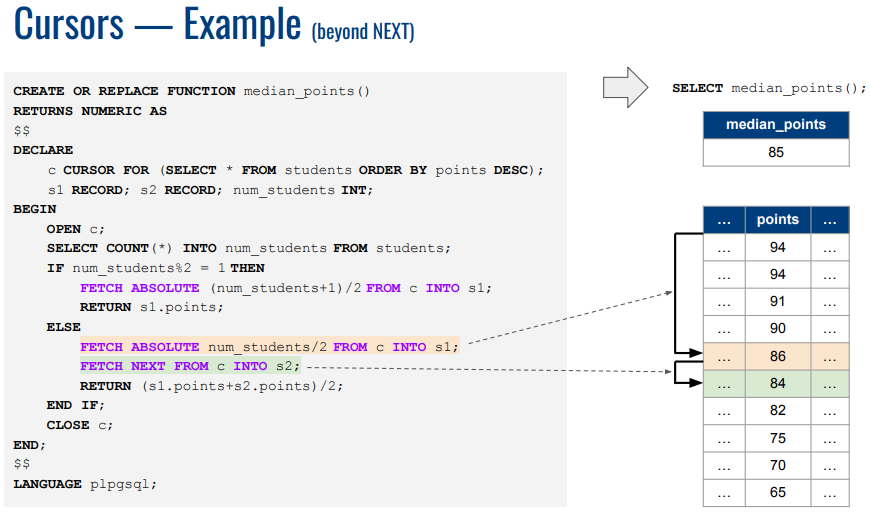 Cursors — Example (beyond NEXT)
CREATE OR REPLACE FUNCTION median_points()
RETURNS NUMERIC AS
$$
DECLARE
c CURSOR FOR (SELECT * FROM students ORDER BY points DESC);
s1 RECORD; s2 RECORD; num_students INT;
BEGIN
OPEN c;
SELECT COUNT(*) INTO num_students FROM students;
IF num_students%2 = 1 THEN
FETCH ABSOLUTE (num_students+1)/2 FROM c INTO s1;
RETURN s1.points;
ELSE
FETCH ABSOLUTE num_students/2 FROM c INTO s1;
FETCH NEXT FROM c INTO s2;
RETURN (s1.points+s2.points)/2;
END IF;
CLOSE c;
END;
$$
LANGUAGE plpgsql;
SELECT median_points();
median_points
85
... points ...
... 94 ...
... 94 ...
... 91 ...
... 90 ...
... 86 ...
... 84 ...
... 82 ...
... 75 ...
... 70 ...
... 65 ...